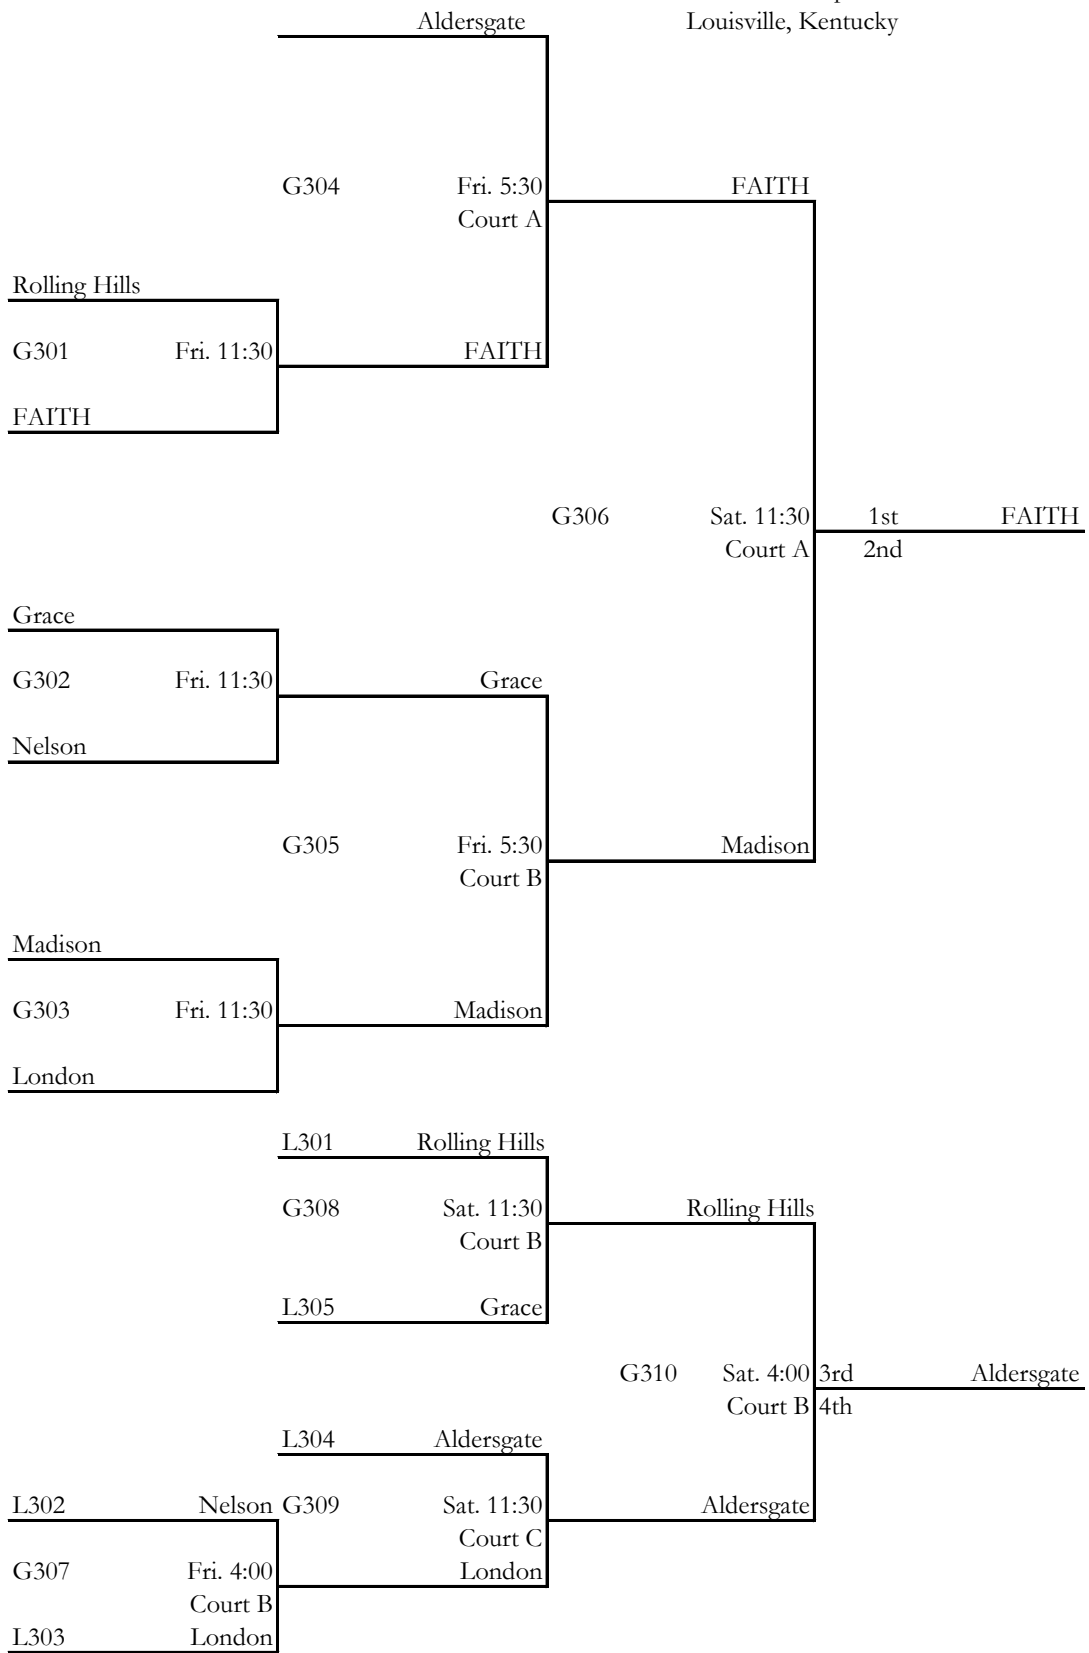 Aldersgate Louisville, Kentucky
G304 Fri. 5:30 FAITH
Court A
Rolling Hills
G301 Fri. 11:30 FAITH
FAITH
G306 Sat. 11:30 1st FAITH
Court A 2nd
Grace
G302 Fri. 11:30 Grace
Nelson
G305 Fri. 5:30 Madison
Court B
Madison
G303 Fri. 11:30 Madison
London
L301 Rolling Hills
G308 Sat. 11:30 Rolling Hills
Court B
L305 Grace
G310 Sat. 4:00 3rd Aldersgate
Court B 4th
L304 Aldersgate
L302 Nelson G309 Sat. 11:30 Aldersgate
Court C
G307 Fri. 4:00 London
Court B
L303 London